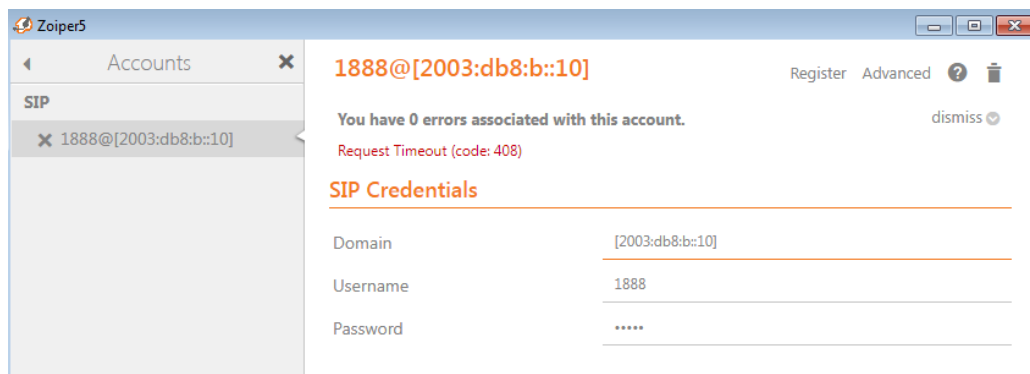 Zoiper5
Accounts
SIP
1888@[2003:db8:b::10]
1888@[2003:db8:b::10]
Register Advanced ?
You have 0 errors associated with this account.
dismiss
Request Timeout (code: 408)
SIP Credentials
Domain [2003:db8:b::10]
Username 1888
Password •••••